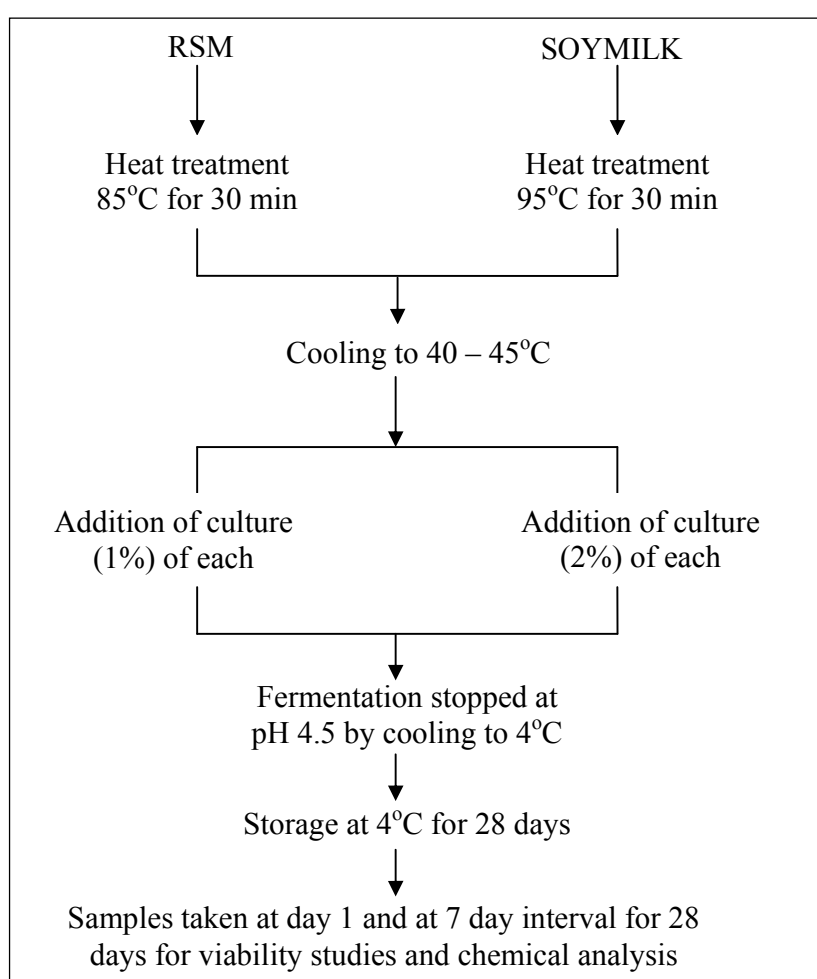 RSM
SOYMILK
Heat treatment
85°C for 30 min
Heat treatment
95°C for 30 min
Cooling to 40 – 45°C
Addition of culture
(1%) of each
Addition of culture
(2%) of each
Fermentation stopped at
pH 4.5 by cooling to 4°C
Storage at 4°C for 28 days
Samples taken at day 1 and at 7 day interval for 28
days for viability studies and chemical analysis